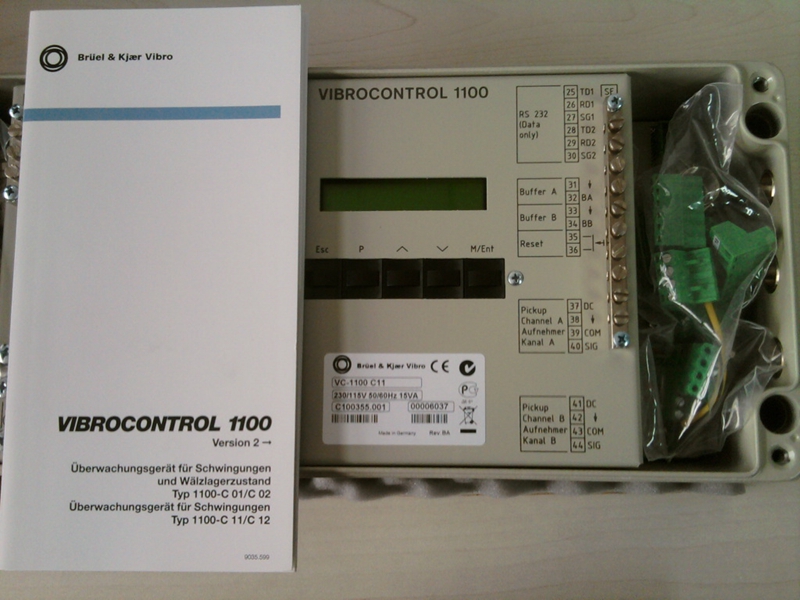 Brüel & Kjær Vibro
VIBROCONTROL 1100
Version 2 →
Überwachungsgerät für Schwingungen
und Wälzlagerzustand
Typ 1100-C 01/C 02
Überwachungsgerät für Schwingungen
Typ 1100-C 11/C 12
9035.599
VIBROCONTROL 1100
Esc P M/Ent
RS 232
(Data
only)
25 TD1 SE
26 RD1
27 SG1
28 TD2
29 RD2
30 SG2
Buffer A
31
32 BA
Buffer B
33
34 BB
Reset
35
36
Pickup
Channel A
Aufnehmer
Kanal A
37 DC
38
39 COM
40 SIG
Pickup
Channel B
Aufnehmer
Kanal B
41 DC
42
43 COM
44 SIG
Brüel & Kjær Vibro CE
VC-1100 C11
230/115V 50/60Hz 15VA
C100355.001 00006037
Made in Germany Rev. BA